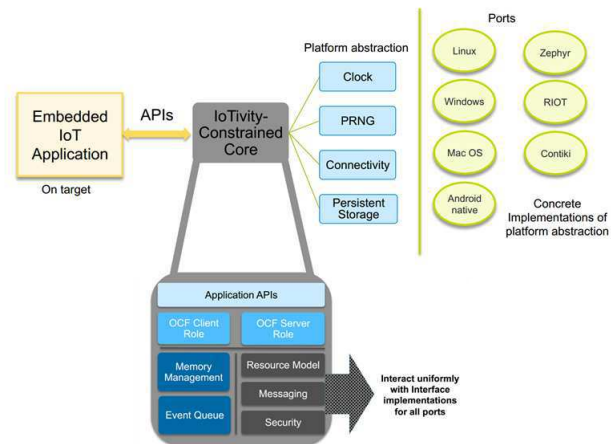 Ports
Platform abstraction
Linux
Zephyr
Clock
Embedded
IoT
Application
APIs
IoTivity-
Constrained
Core
Windows
RIOT
PRNG
Mac OS
Contiki
Connectivity
On target
Android
native
Persistent
Storage
Concrete
Implementations of
platform abstraction
Application APIs
OCF Client
Role
OCF Server
Role
Memory
Management
Resource Model
Messaging
Event Queue
Security
Interact uniformly
with Interface
implementations
for all ports